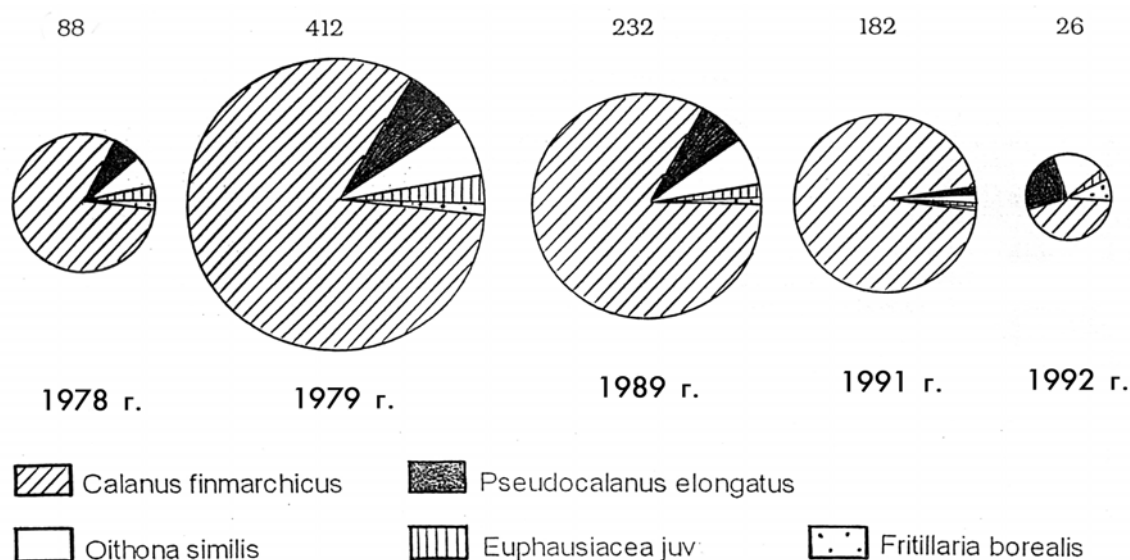 88 412 232 182 26
1978 г. 1979 г. 1989 г. 1991 г. 1992 г.
Calanus finmarchicus Pseudocalanus elongatus
Oithona similis Euphausiacea juv Fritillaria borealis